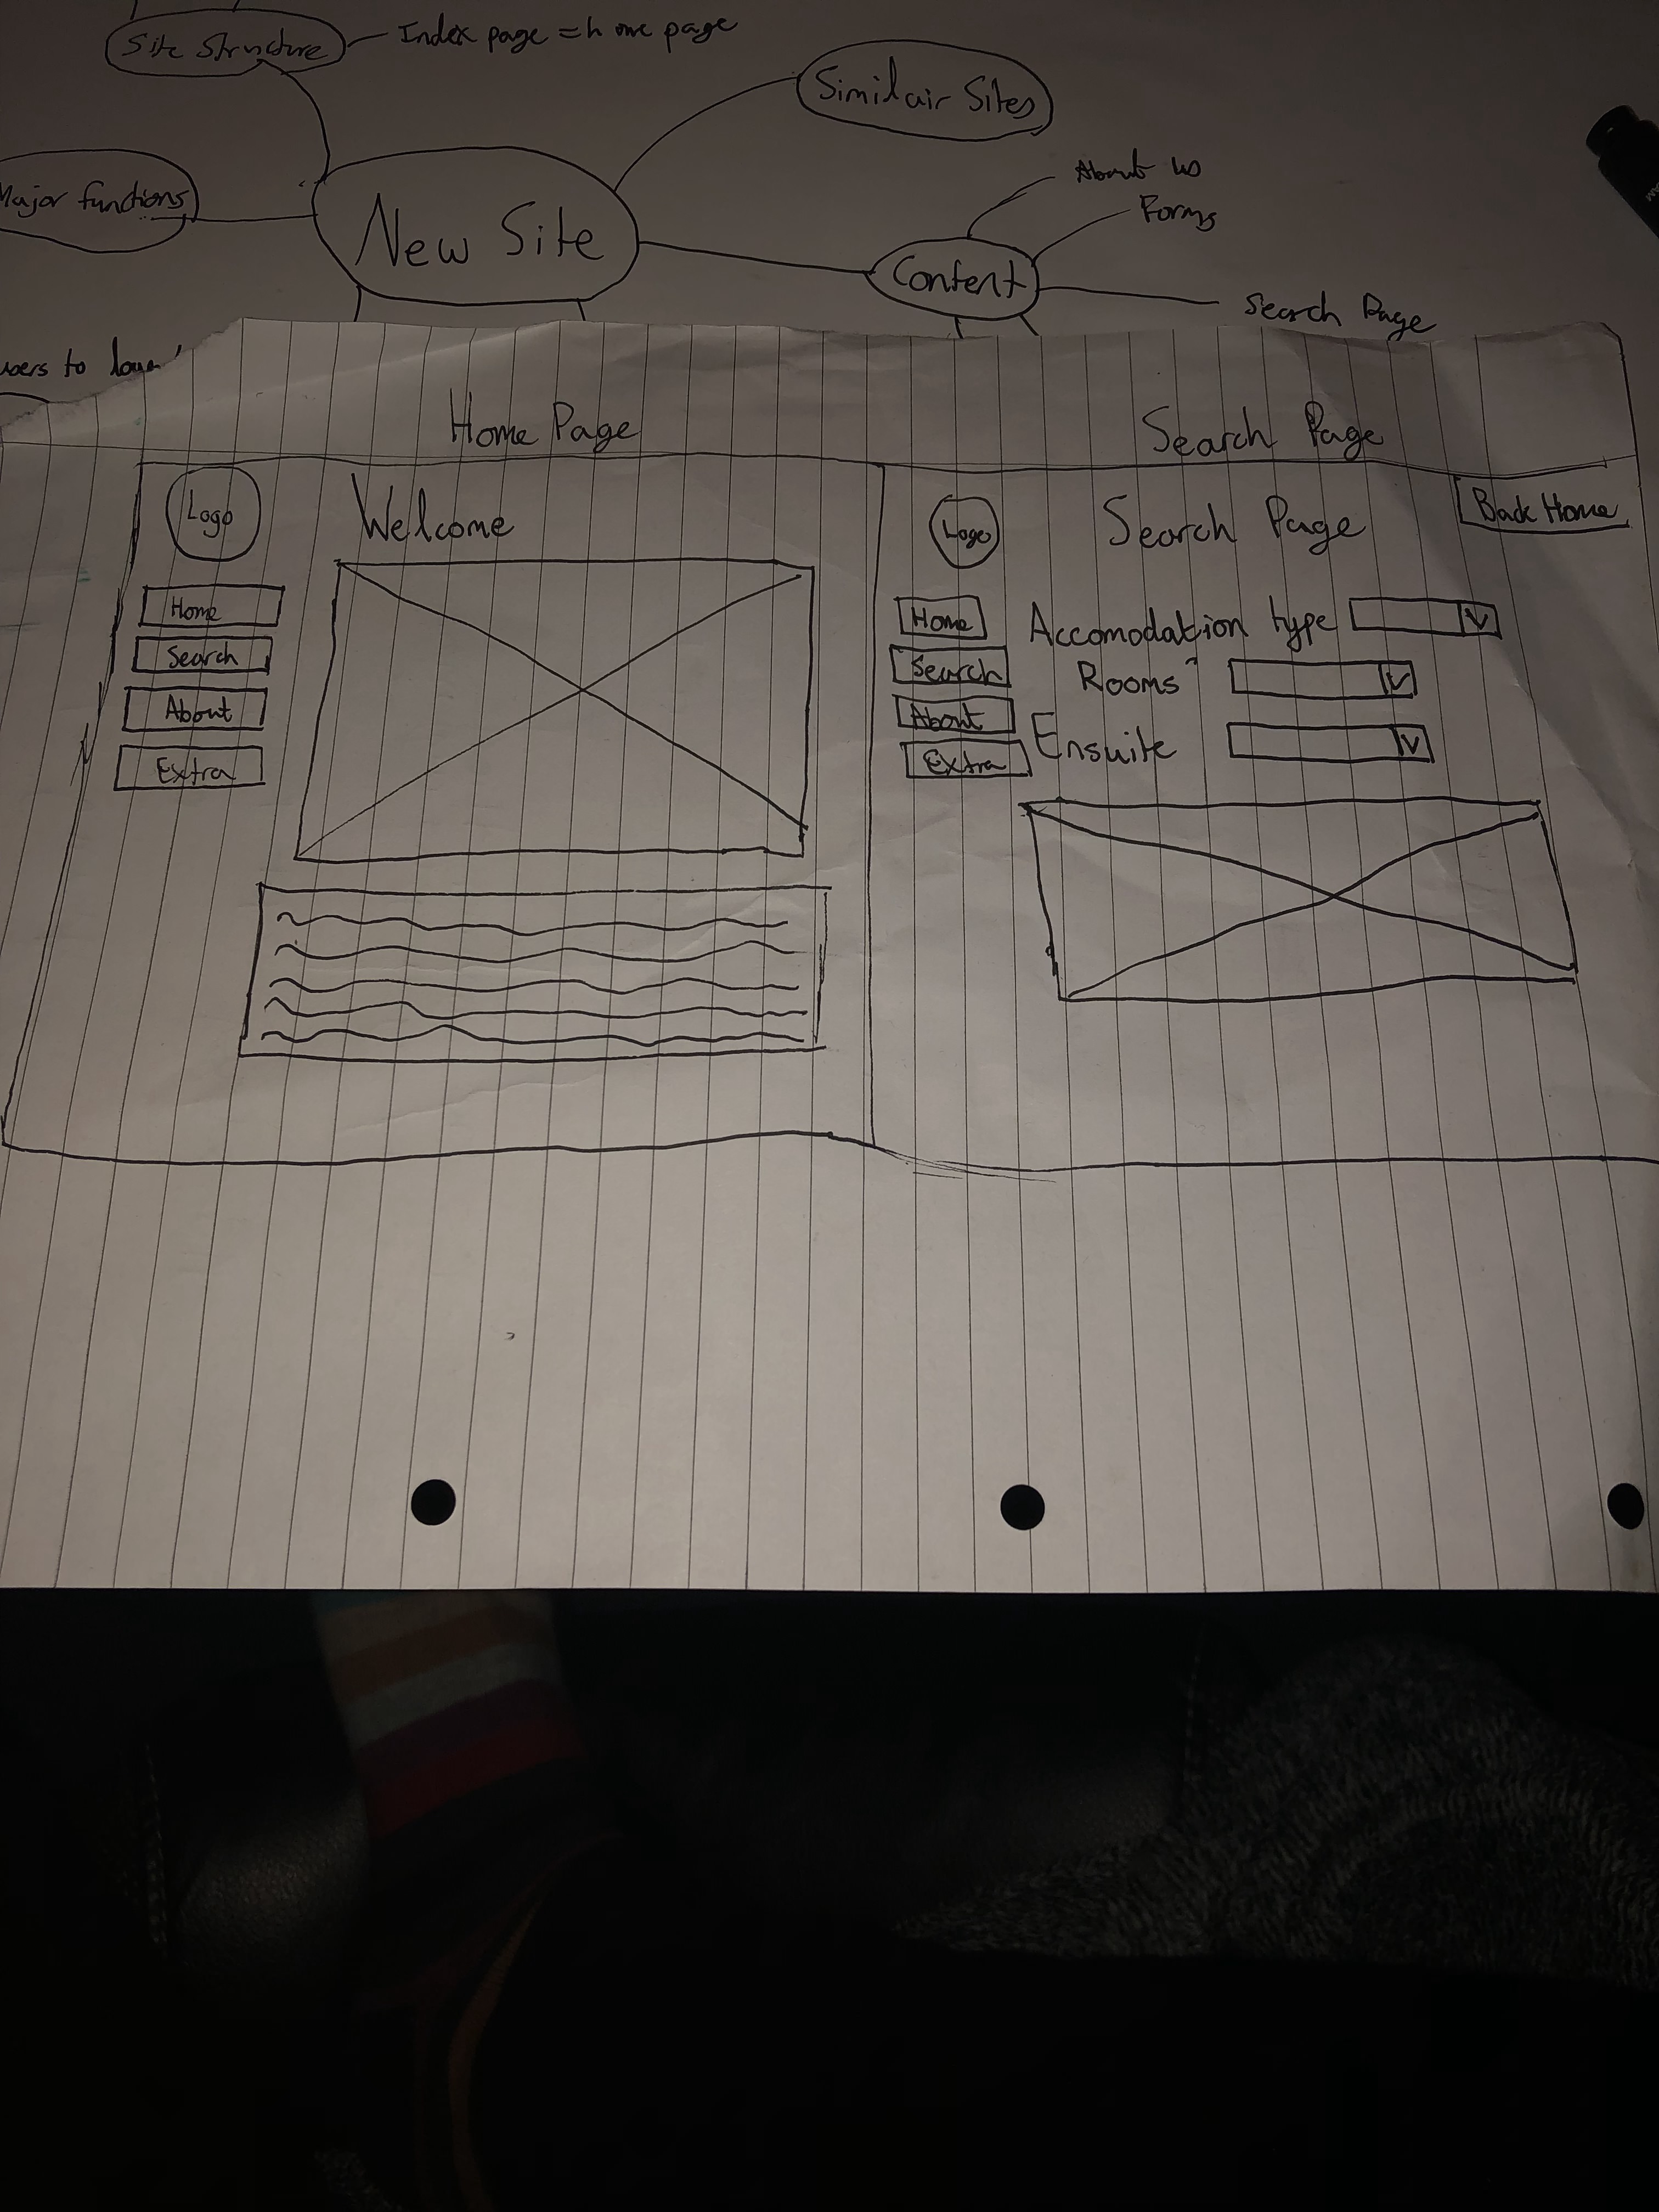 Site Structure
Index page = home page
Similair Sites
Major functions
New Site
About us
Forms
Content
Search Page
to
Home Page
Search Page
Logo
Welcome
Home
Search
About
Extra
Logo
Search Page
Back Home
Home
Search
About
Extra
Accomodation type
Rooms
Ensuite